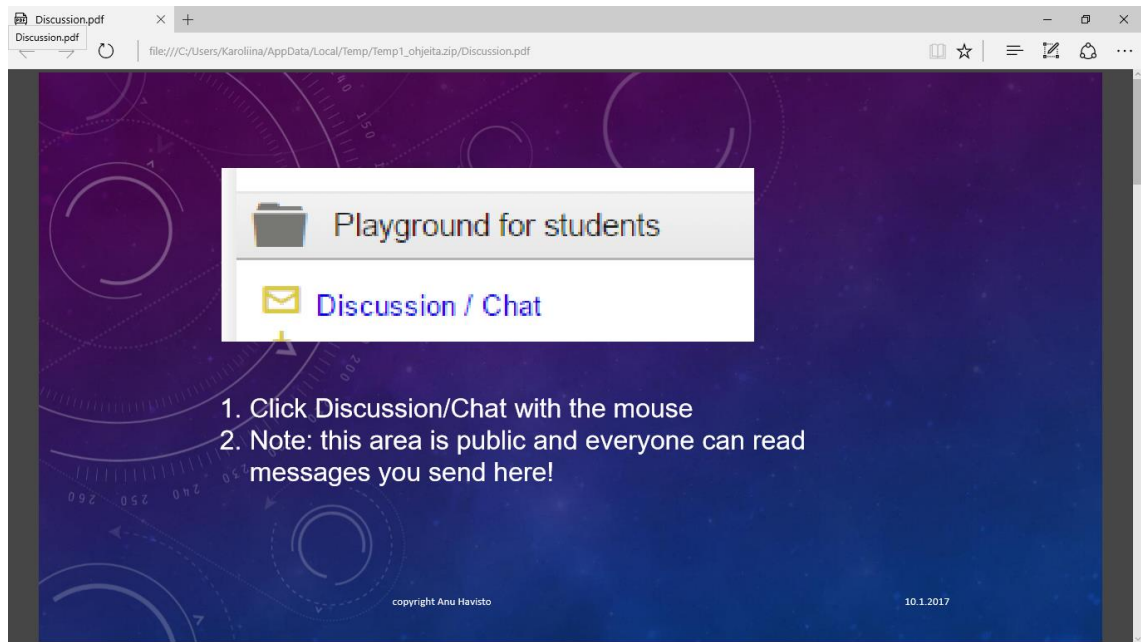 Discussion.pdf
Discussion.pdf
file:///C:/Users/Karoliina/AppData/Local/Temp/Temp1_ohjeita.zip/Discussion.pdf
Playground for students
Discussion / Chat
1. Click Discussion/Chat with the mouse
2. Note: this area is public and everyone can read
messages you send here!
copyright Anu Havisto
10.1.2017